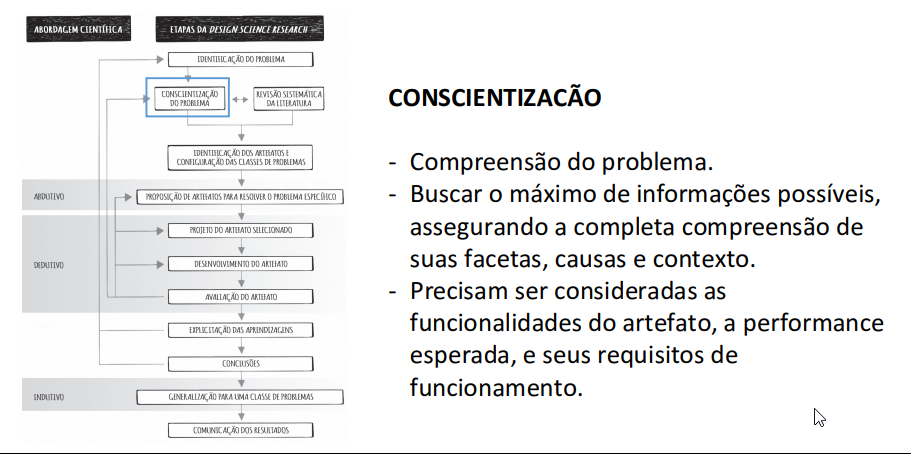 ABORDAGEM CIENTÍFICA
ETAPAS DA DESIGN SCIENCE RESEARCH
IDENTIFICAÇÃO DO PROBLEMA
CONSCIENTIZAÇÃO
DO PROBLEMA
REVISÃO SISTEMÁTICA
DA LITERATURA
IDENTIFICAÇÃO DOS ARTEFATOS E
CONFIGURAÇÃO DAS CLASSES DE PROBLEMAS
ABDUTIVO
PROPOSIÇÃO DE ARTEFATOS PARA RESOLVER O PROBLEMA ESPECÍFICO
PROJETO DO ARTEFATO SELECIONADO
DEDUTIVO
DESENVOLVIMENTO DO ARTEFATO
AVALIAÇÃO DO ARTEFATO
EXPLICITAÇÃO DAS APRENDIZAGENS
CONCLUSÕES
INDUTIVO
GENERALIZAÇÃO PARA UMA CLASSE DE PROBLEMAS
COMUNICAÇÃO DOS RESULTADOS
CONSCIENTIZACÃO
- Compreensão do problema.
- Buscar o máximo de informações possíveis,
assegurando a completa compreensão de
suas facetas, causas e contexto.
- Precisam ser consideradas as
funcionalidades do artefato, a performance
esperada, e seus requisitos de
funcionamento.